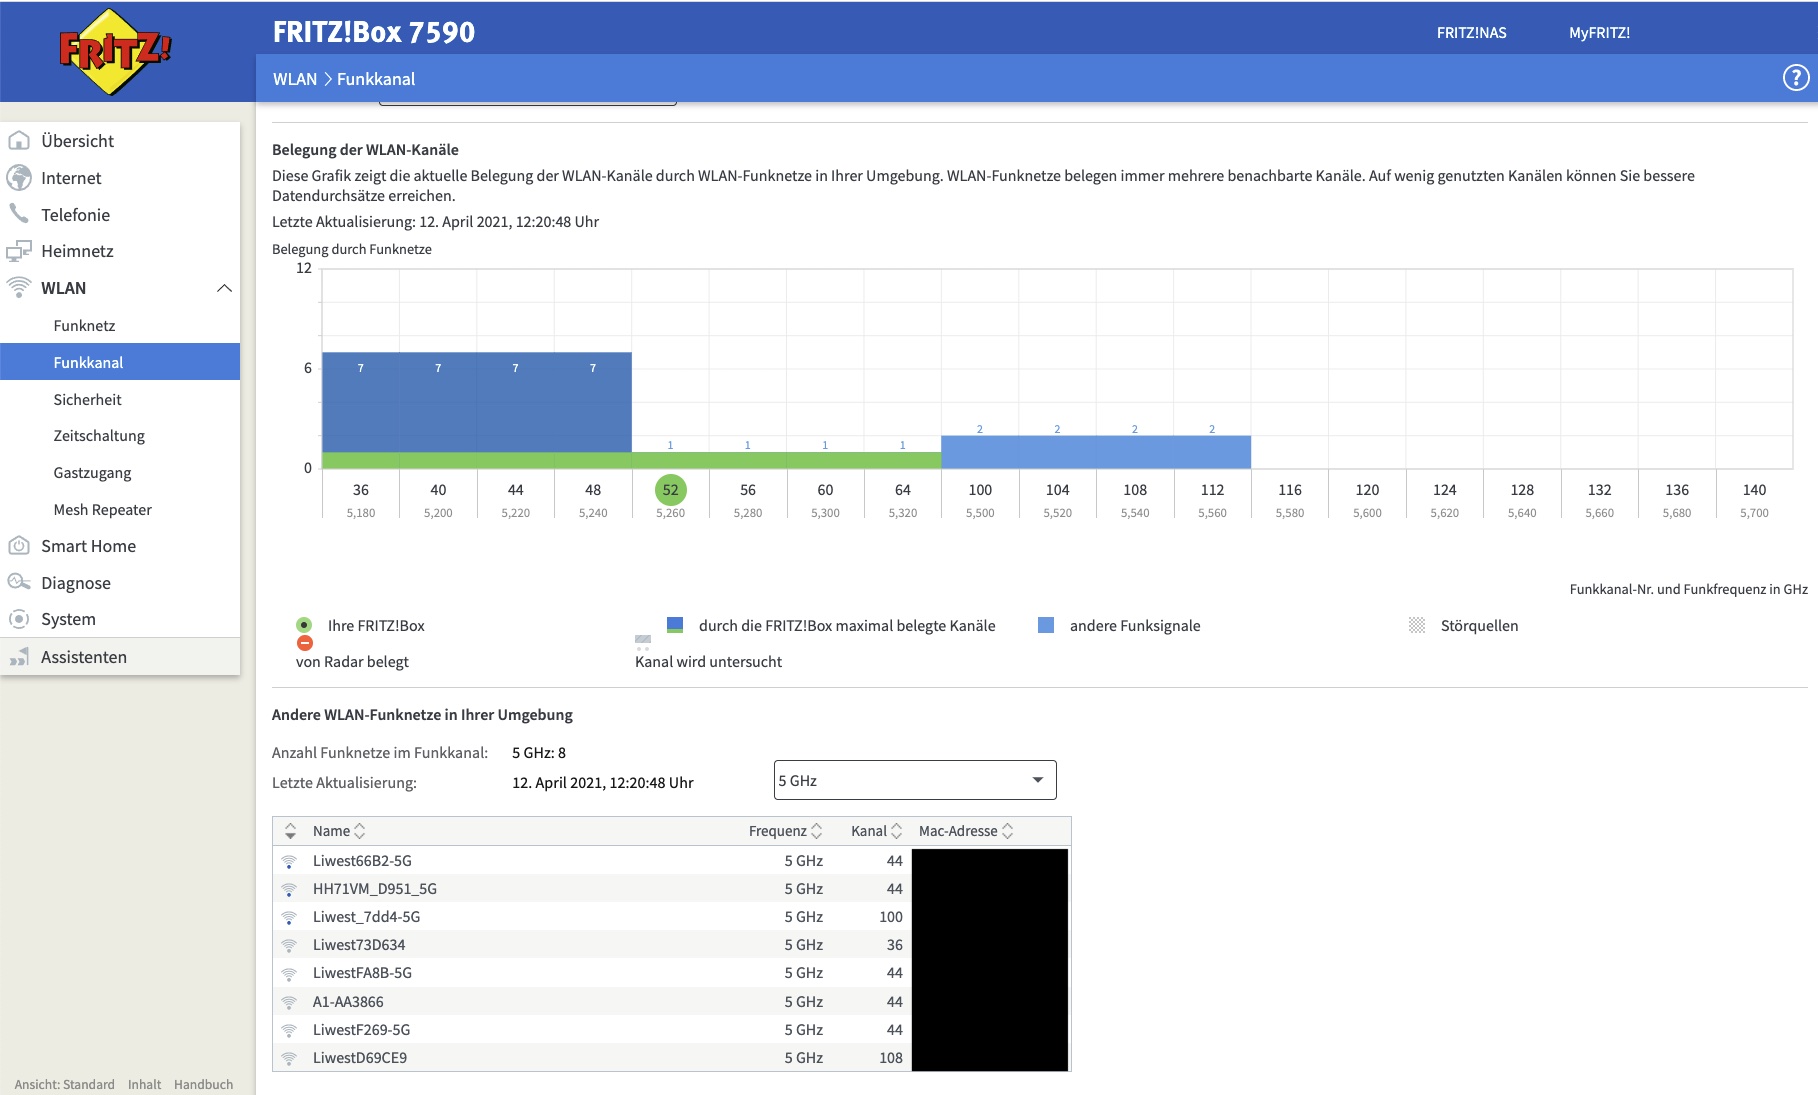 FRITZ!
FRITZ!Box 7590
FRITZ!NAS MyFRITZ!
WLAN > Funkkanal
?
Übersicht
Internet
Telefonie
Heimnetz
WLAN
Funknetz
Funkkanal
Sicherheit
Zeitschaltung
Gastzugang
Mesh Repeater
Smart Home
Diagnose
System
Assistenten
Ansicht: Standard Inhalt Handbuch
Belegung der WLAN-Kanäle
Diese Grafik zeigt die aktuelle Belegung der WLAN-Kanäle durch WLAN-Funknetze in Ihrer Umgebung. WLAN-Funknetze belegen immer mehrere benachbarte Kanäle. Auf wenig genutzten Kanälen können Sie bessere
Datendurchsätze erreichen.
Letzte Aktualisierung: 12. April 2021, 12:20:48 Uhr
Belegung durch Funknetze
12
6
0
7 7 7 7 1 1 1 1 2 2 2 2
36 40 44 48 52 56 60 64 100 104 108 112 116 120 124 128 132 136 140
5,180 5,200 5,220 5,240 5,260 5,280 5,300 5,320 5,500 5,520 5,540 5,560 5,580 5,600 5,620 5,640 5,660 5,680 5,700
Funkkanal-Nr. und Funkfrequenz in GHz
Ihre FRITZ!Box durch die FRITZ!Box maximal belegte Kanäle andere Funksignale Störquellen
von Radar belegt Kanal wird untersucht
Andere WLAN-Funknetze in Ihrer Umgebung
Anzahl Funknetze im Funkkanal: 5 GHz: 8
Letzte Aktualisierung: 12. April 2021, 12:20:48 Uhr 5 GHz
Name Frequenz Kanal Mac-Adresse
Liwest66B2-5G 5 GHz 44
HH71VM_D951_5G 5 GHz 44
Liwest_7dd4-5G 5 GHz 100
Liwest73D634 5 GHz 36
LiwestFA8B-5G 5 GHz 44
A1-AA3866 5 GHz 44
LiwestF269-5G 5 GHz 44
LiwestD69CE9 5 GHz 108